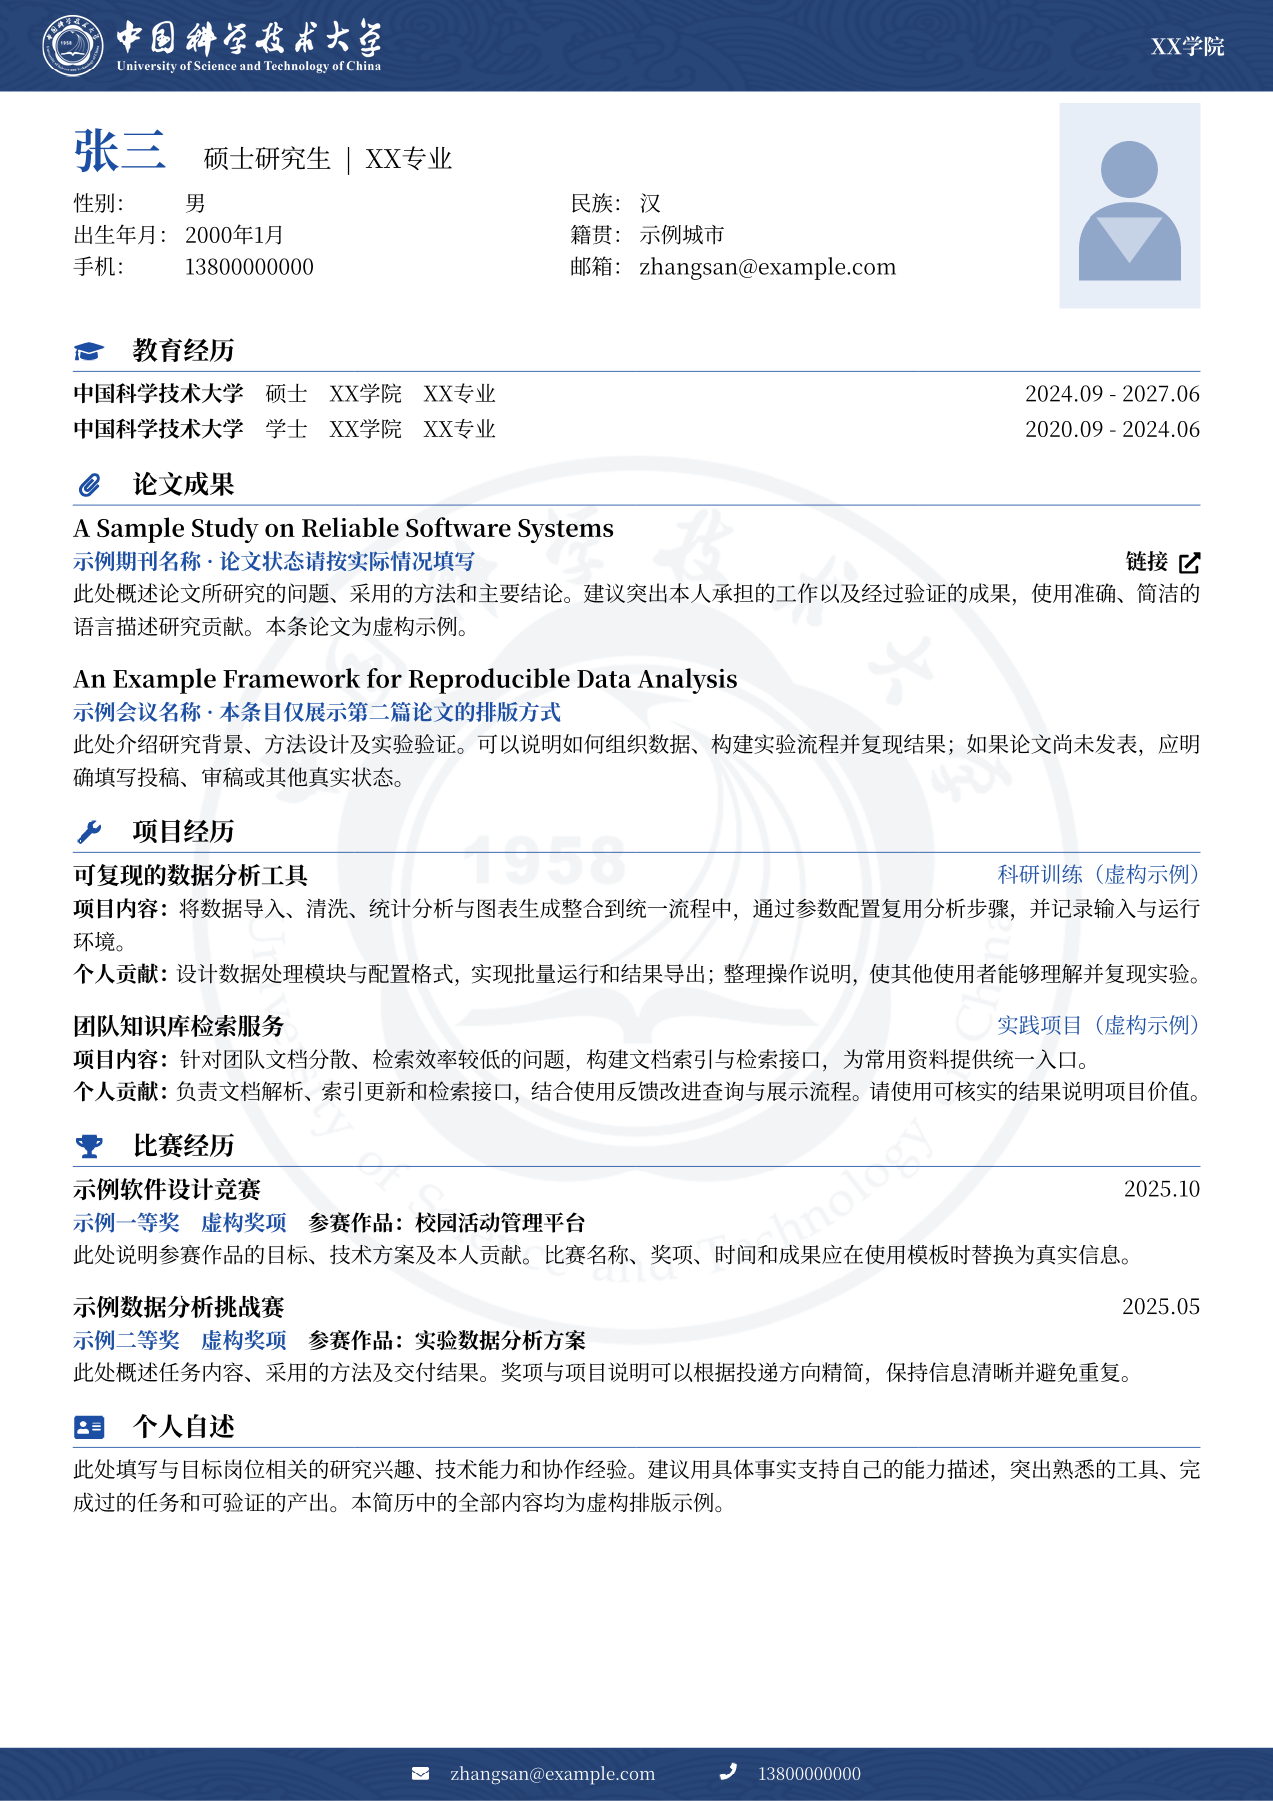 中国科学技术大学
University of Science and Technology of China
XX学院
张三 硕士研究生 | XX专业
性别： 男 民族： 汉
出生年月： 2000年1月 籍贯： 示例城市
手机： 13800000000 邮箱： zhangsan@example.com
教育经历
中国科学技术大学 硕士 XX学院 XX专业 2024.09 - 2027.06
中国科学技术大学 学士 XX学院 XX专业 2020.09 - 2024.06
论文成果
A Sample Study on Reliable Software Systems
示例期刊名称 · 论文状态请按实际情况填写 链接
此处概述论文所研究的问题、采用的方法和主要结论。建议突出本人承担的工作以及经过验证的成果，使用准确、简洁的
语言描述研究贡献。本条论文为虚构示例。
An Example Framework for Reproducible Data Analysis
示例会议名称 · 本条目仅展示第二篇论文的排版方式
此处介绍研究背景、方法设计及实验验证。可以说明如何组织数据、构建实验流程并复现结果；如果论文尚未发表，应明
确填写投稿、审稿或其他真实状态。
项目经历
可复现的数据分析工具 科研训练（虚构示例）
项目内容：将数据导入、清洗、统计分析与图表生成整合到统一流程中，通过参数配置复用分析步骤，并记录输入与运行
环境。
个人贡献：设计数据处理模块与配置格式，实现批量运行和结果导出；整理操作说明，使其他使用者能够理解并复现实验。
团队知识库检索服务 实践项目（虚构示例）
项目内容：针对团队文档分散、检索效率较低的问题，构建文档索引与检索接口，为常用资料提供统一入口。
个人贡献：负责文档解析、索引更新和检索接口，结合使用反馈改进查询与展示流程。请使用可核实的结果说明项目价值。
比赛经历
示例软件设计竞赛 2025.10
示例一等奖 虚构奖项 参赛作品：校园活动管理平台
此处说明参赛作品的目标、技术方案及本人贡献。比赛名称、奖项、时间和成果应在使用模板时替换为真实信息。
示例数据分析挑战赛 2025.05
示例二等奖 虚构奖项 参赛作品：实验数据分析方案
此处概述任务内容、采用的方法及交付结果。奖项与项目说明可以根据投递方向精简，保持信息清晰并避免重复。
个人自述
此处填写与目标岗位相关的研究兴趣、技术能力和协作经验。建议用具体事实支持自己的能力描述，突出熟悉的工具、完
成过的任务和可验证的产出。本简历中的全部内容均为虚构排版示例。
1958
University of Science and Technology of China
zhangsan@example.com 13800000000